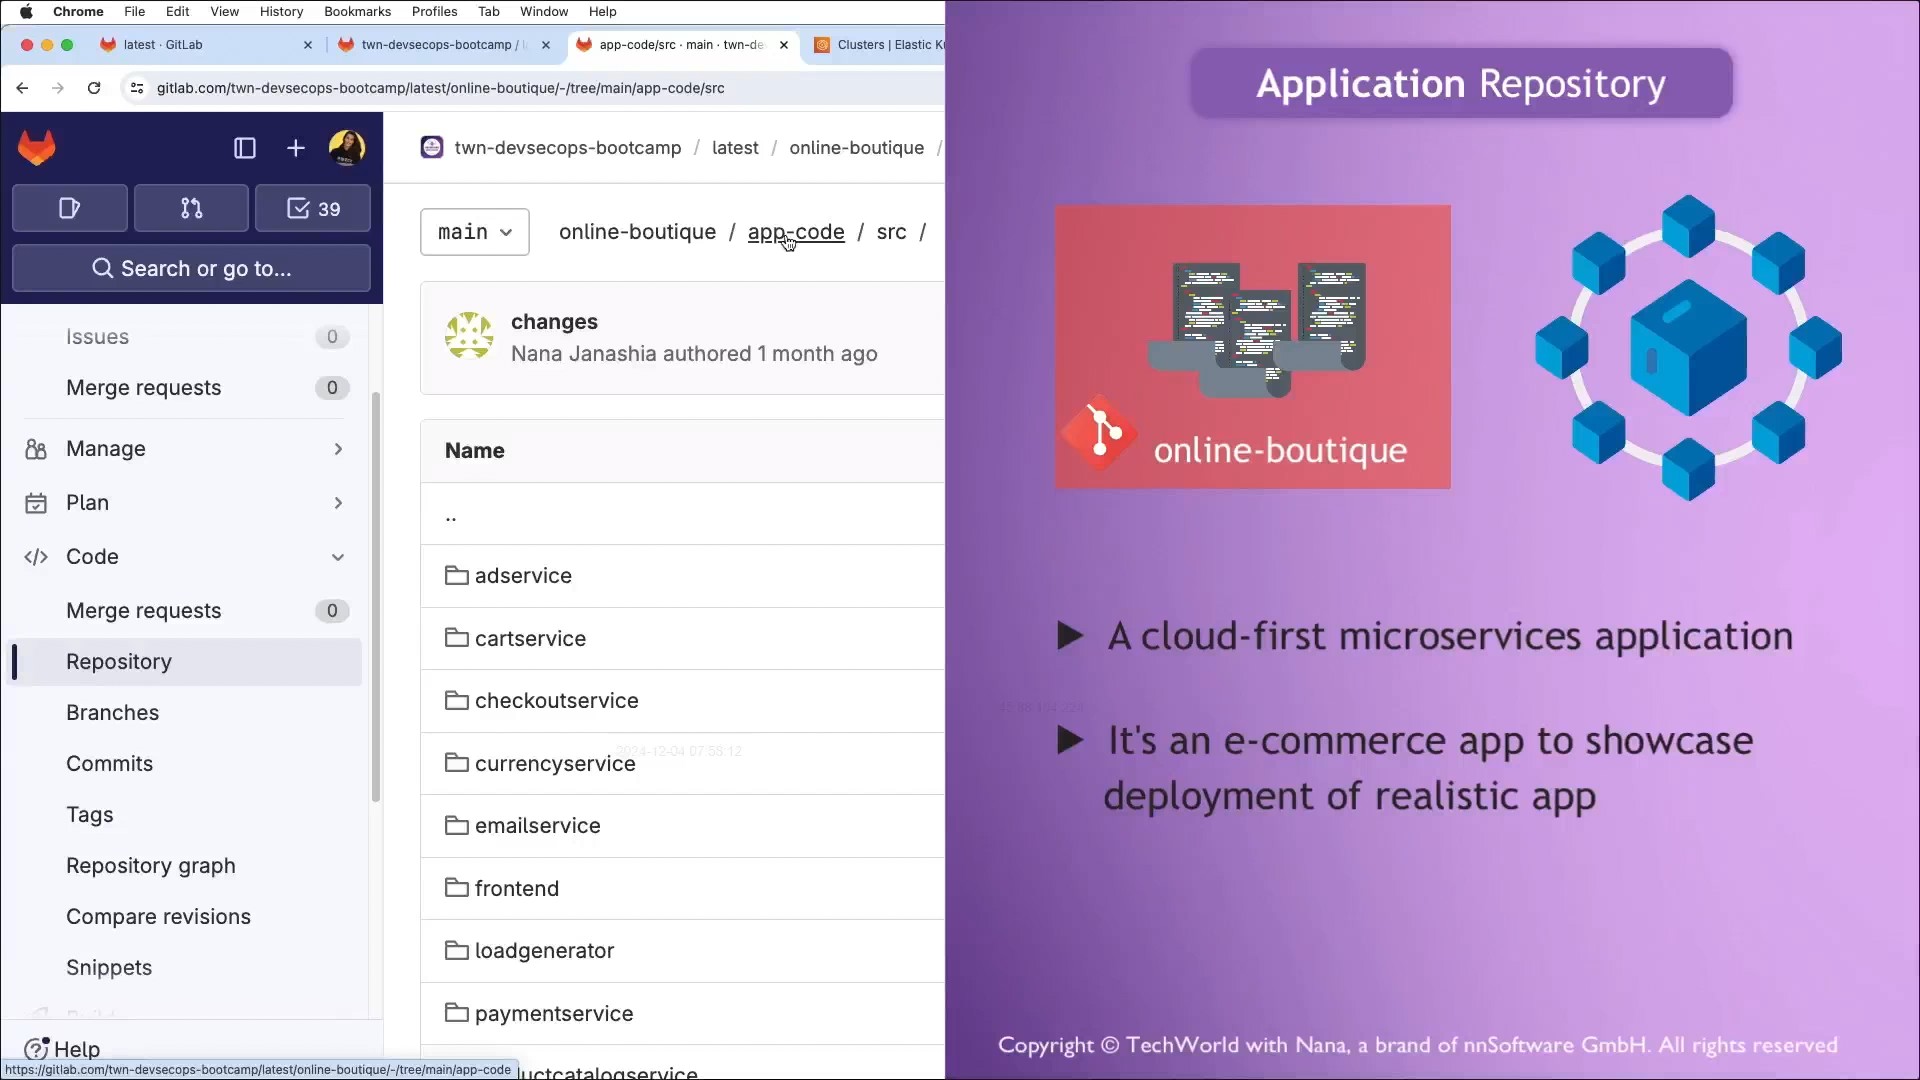 Chrome File Edit View History Bookmarks Profiles Tab Window Help
latest · GitLab
twn-devsecops-bootcamp /
app-code/src · main · twn-de
Clusters | Elastic Ku
gitlab.com/twn-devsecops-bootcamp/latest/online-boutique/-/tree/main/app-code/src
39
Search or go to...
Issues 0
Merge requests 0
Manage
Plan
Code
Merge requests 0
Repository
Branches
Commits
Tags
Repository graph
Compare revisions
Snippets
Help
https://gitlab.com/twn-devsecops-bootcamp/latest/online-boutique/-/tree/main/app-code
twn-devsecops-bootcamp / latest / online-boutique /
main
online-boutique / app-code / src /
changes
Nana Janashia authored 1 month ago
Name
..
adservice
cartservice
checkoutservice
2024-12-04 07:58:12
currencyservice
emailservice
frontend
loadgenerator
paymentservice
uctcatalogservice
Application Repository
online-boutique
A cloud-first microservices application
It's an e-commerce app to showcase
deployment of realistic app
Copyright © TechWorld with Nana, a brand of nnSoftware GmbH. All rights reserved